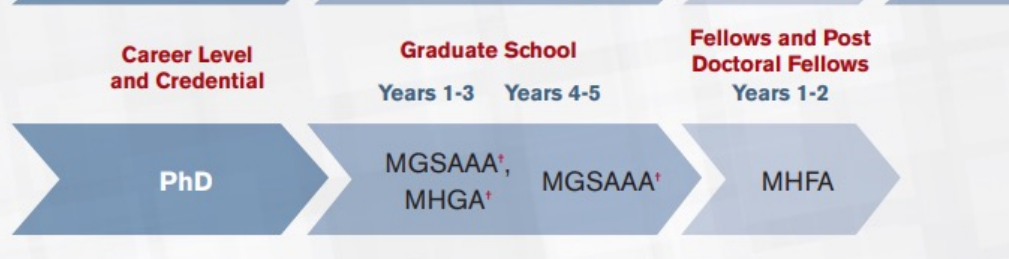 Career Level
and Credential
Graduate School
Years 1-3 Years 4-5
Fellows and Post
Doctoral Fellows
Years 1-2
PhD
MGSAAA†,
MHGA†
MGSAAA†
MHFA